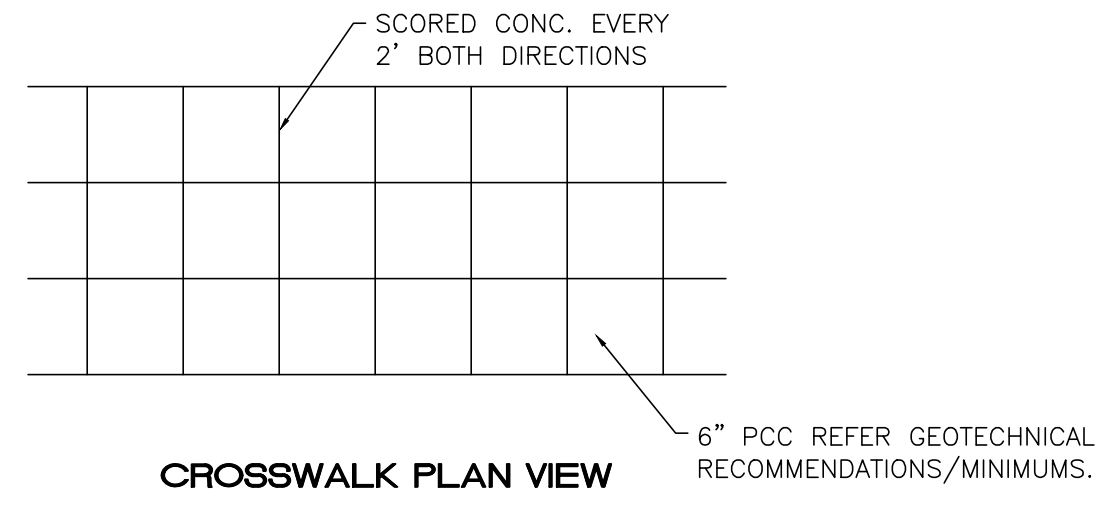 SCORED CONC. EVERY
2’ BOTH DIRECTIONS
6” PCC REFER GEOTECHNICAL
RECOMMENDATIONS/MINIMUMS.
CROSSWALK PLAN VIEW